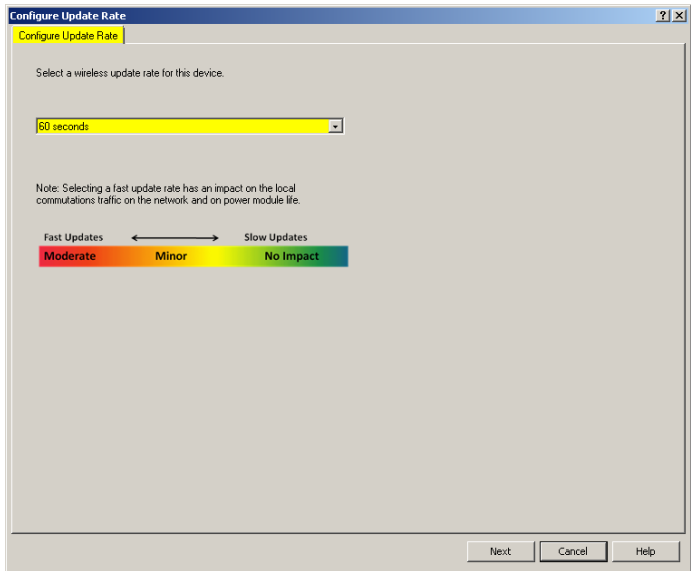 Configure Update Rate
Configure Update Rate
Select a wireless update rate for this device.
60 seconds
Note: Selecting a fast update rate has an impact on the local
commutations traffic on the network and on power module life.
Fast Updates Slow Updates
Moderate Minor No Impact
Next Cancel Help